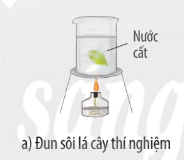 Nước
cất
a) Đun sôi lá cây thí nghiệm